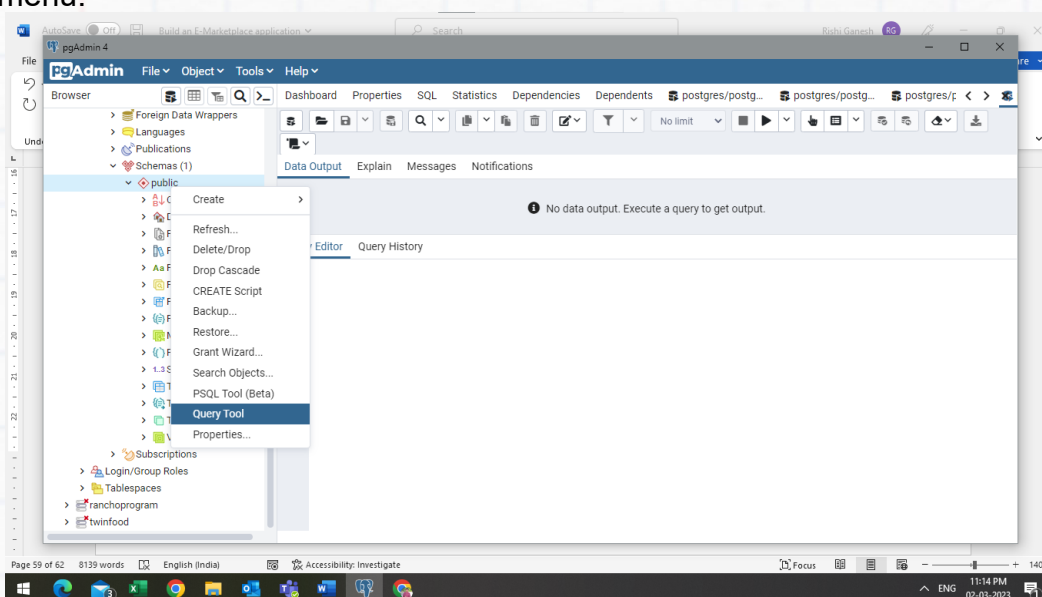 menu.
AutoSave Off Build an E-Marketplace application Search Rishi Ganesh RG
pgAdmin 4
File
pgAdmin File Object Tools Help
Browser Dashboard Properties SQL Statistics Dependencies Dependents postgres/postg... postgres/postg... postgres/p
Foreign Data Wrappers
No limit
Languages
Publications
Schemas (1)
Data Output Explain Messages Notifications
public
Create
No data output. Execute a query to get output.
Refresh...
Delete/Drop
Editor Query History
Drop Cascade
CREATE Script
Backup...
Restore...
Grant Wizard...
Search Objects...
PSQL Tool (Beta)
Query Tool
Properties...
Subscriptions
Login/Group Roles
Tablespaces
ranchoprogram
twinfood
Page 59 of 62 8139 words English (India) Accessibility: Investigate Focus 140
ENG 11:14 PM
02-03-2023